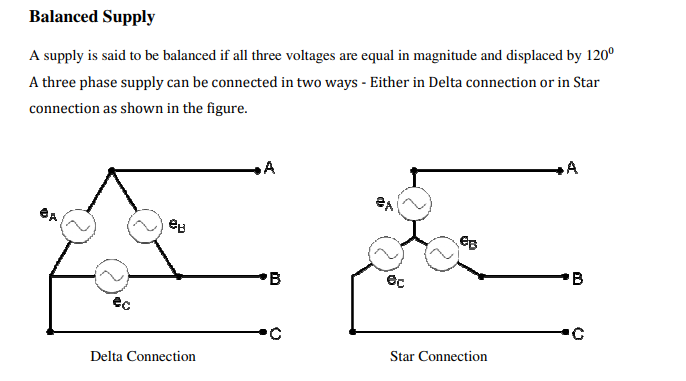 Balanced Supply
A supply is said to be balanced if all three voltages are equal in magnitude and displaced by 120⁰
A three phase supply can be connected in two ways - Either in Delta connection or in Star
connection as shown in the figure.
A
A
eA
eB
eA
eB
B
eC
B
eC
C
C
Delta Connection
Star Connection